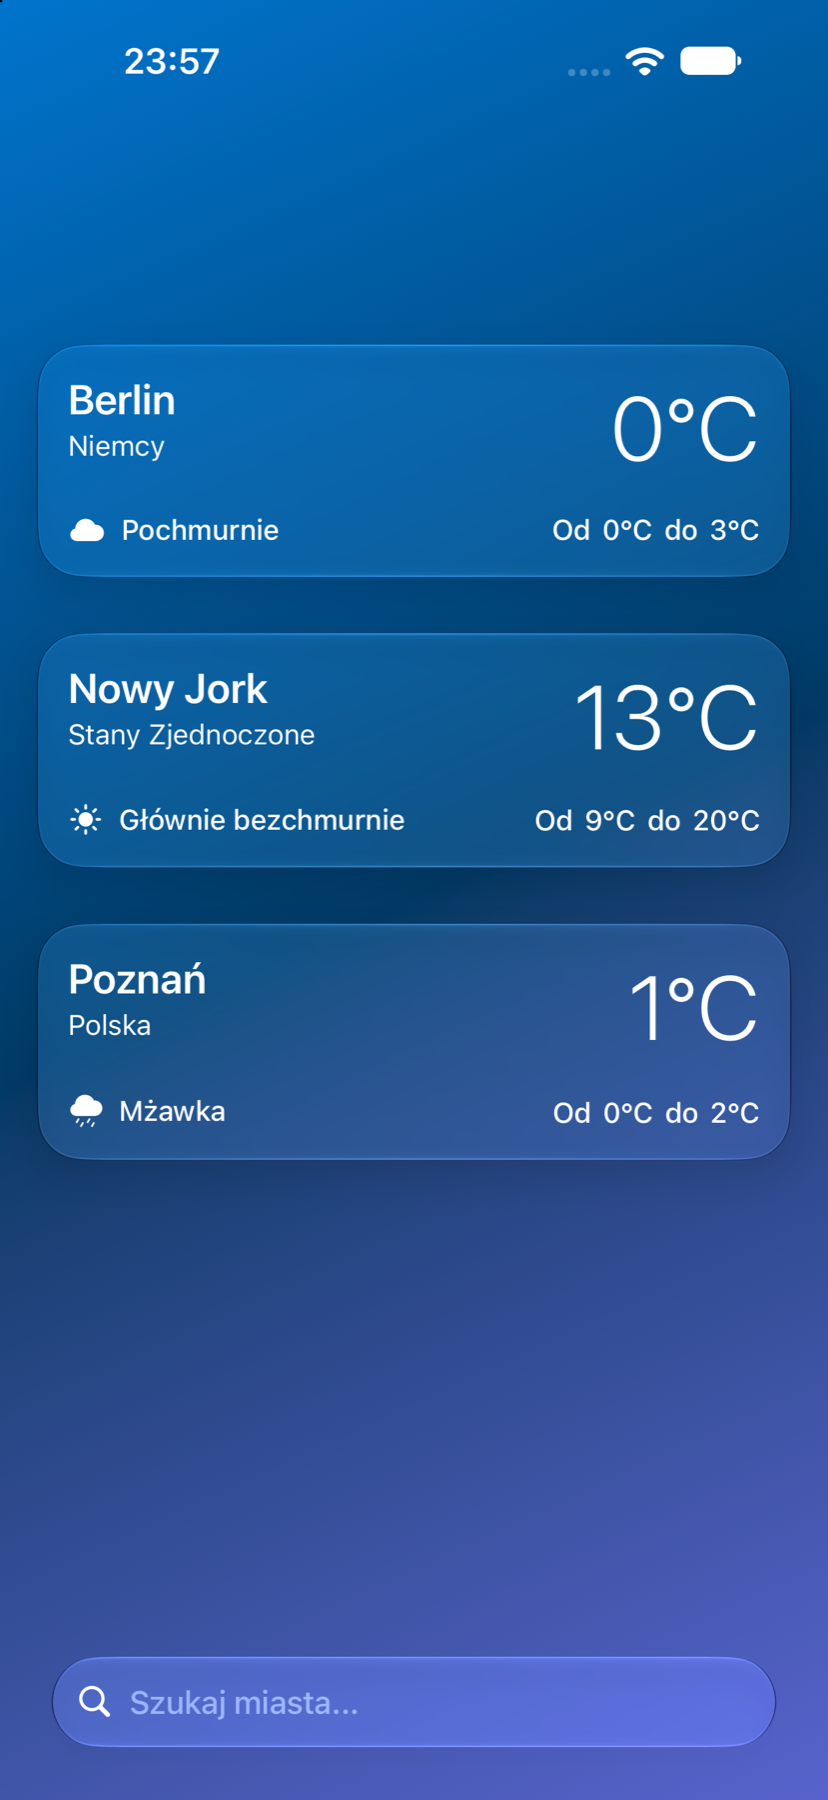 23:57
Berlin
0°C
Niemcy
Pochmurnie
Od 0°C do 3°C
Nowy Jork
13°C
Stany Zjednoczone
Głównie bezchmurnie
Od 9°C do 20°C
Poznań
1°C
Polska
Mżawka
Od 0°C do 2°C
Szukaj miasta...